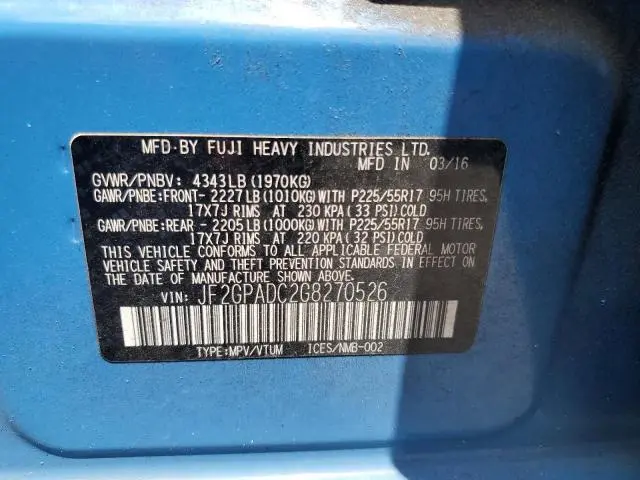 MFD.BY FUJI HEAVY INDUSTRIES LTD.
MFD IN 03/16
GVWR/PNBV: 4343LB (1970KG)
GAWR/PNBE:FRONT- 2227LB (1010KG) WITH P225/55R17 95H TIRES,
17X7J RIMS AT 230 KPA (33 PSI) COLD
GAWR/PNBE:REAR - 2205LB (1000KG) WITH P225/55R17 95H TIRES,
17X7J RIMS AT 220 KPA (32 PSI) COLD
THIS VEHICLE CONFORMS TO ALL APPLICABLE FEDERAL MOTOR
VEHICLE SAFETY AND THEFT PREVENTION STANDARDS IN EFFECT ON
THE DATE OF MANUFACTURE SHOWN ABOVE.
VIN: JF2GPADC2G8270526
TYPE:MPV/VTUM ICES/NMB-002